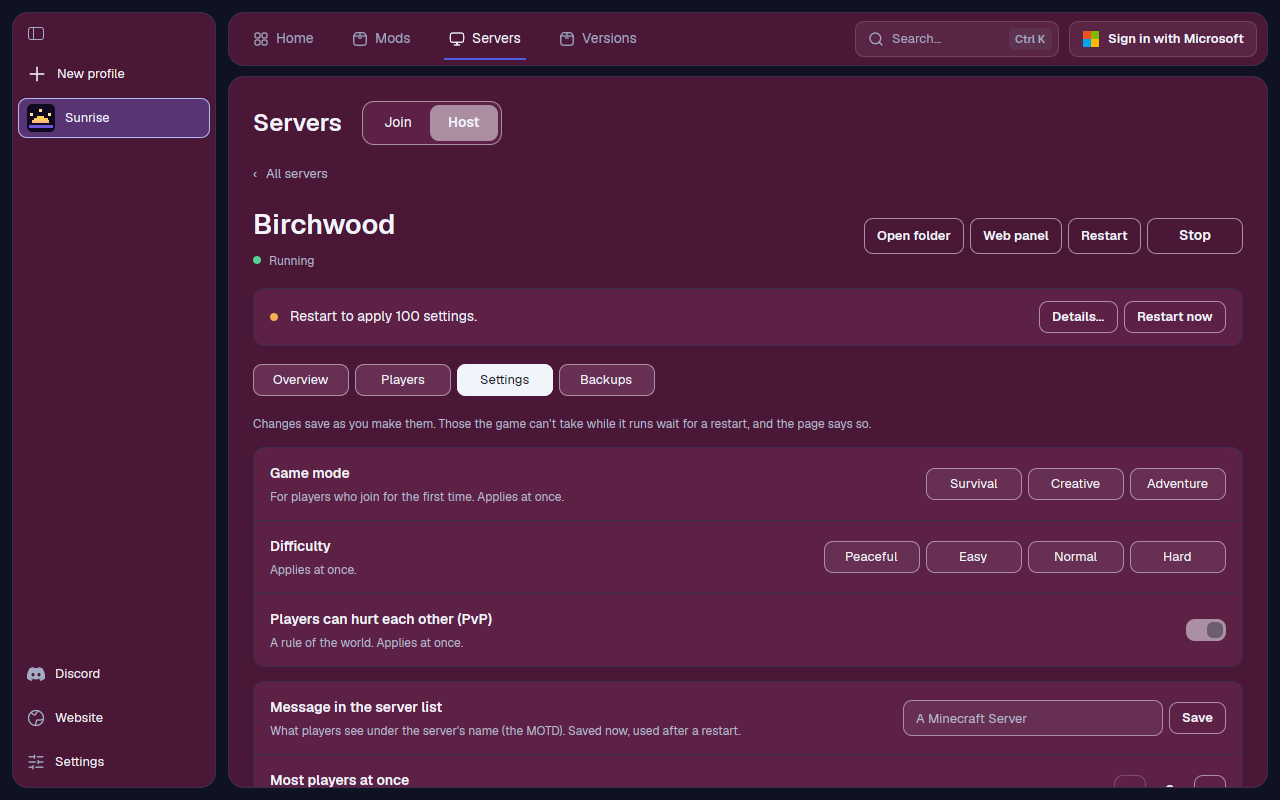 New profile
Sunrise
Discord
Website
Settings
Home
Mods
Servers
Versions
Search...
Ctrl K
Sign in with Microsoft
Servers
Join
Host
‹ All servers
Birchwood
Running
Open folder
Web panel
Restart
Stop
Restart to apply 100 settings.
Details...
Restart now
Overview
Players
Settings
Backups
Changes save as you make them. Those the game can't take while it runs wait for a restart, and the page says so.
Game mode
For players who join for the first time. Applies at once.
Survival
Creative
Adventure
Difficulty
Applies at once.
Peaceful
Easy
Normal
Hard
Players can hurt each other (PvP)
A rule of the world. Applies at once.
Message in the server list
What players see under the server's name (the MOTD). Saved now, used after a restart.
A Minecraft Server
Save
Most players at once